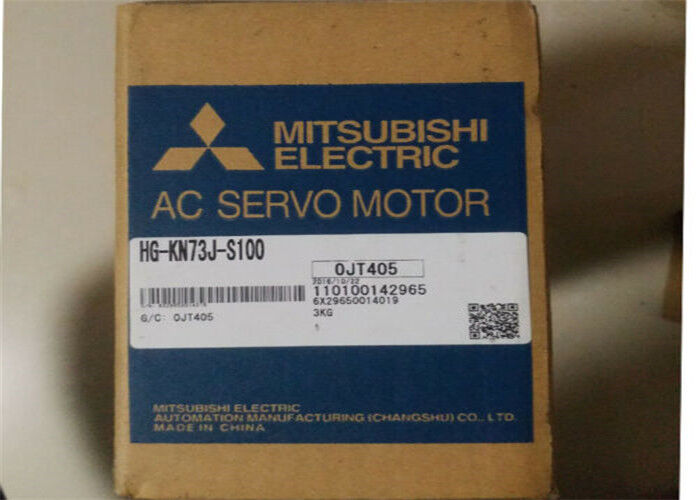 MITSUBISHI
ELECTRIC
AC SERVO MOTOR
HG-KN73J-S100
0JT405
2016/10/22
110100142965
6X29650014019
G/C: 0JT405
3KG
MITSUBISHI ELECTRIC
AUTOMATION MANUFACTURING (CHANGSHU) CO., LTD.
MADE IN CHINA